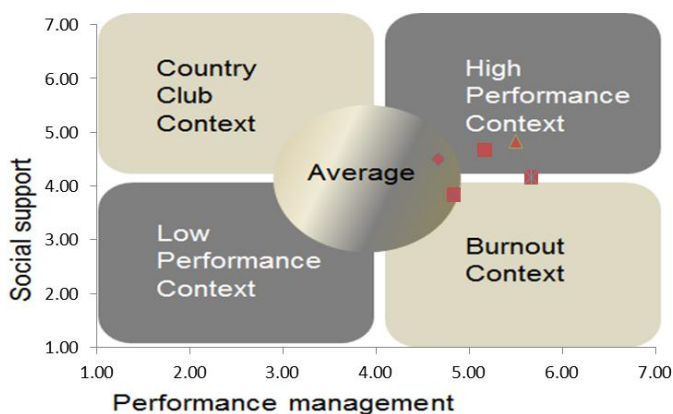 7.00
6.00
5.00
4.00
3.00
2.00
1.00
Social support
Country
Club
Context
High
Performance
Context
Average
Low
Performance
Context
Burnout
Context
1.00
2.00
3.00
4.00
5.00
6.00
7.00
Performance management